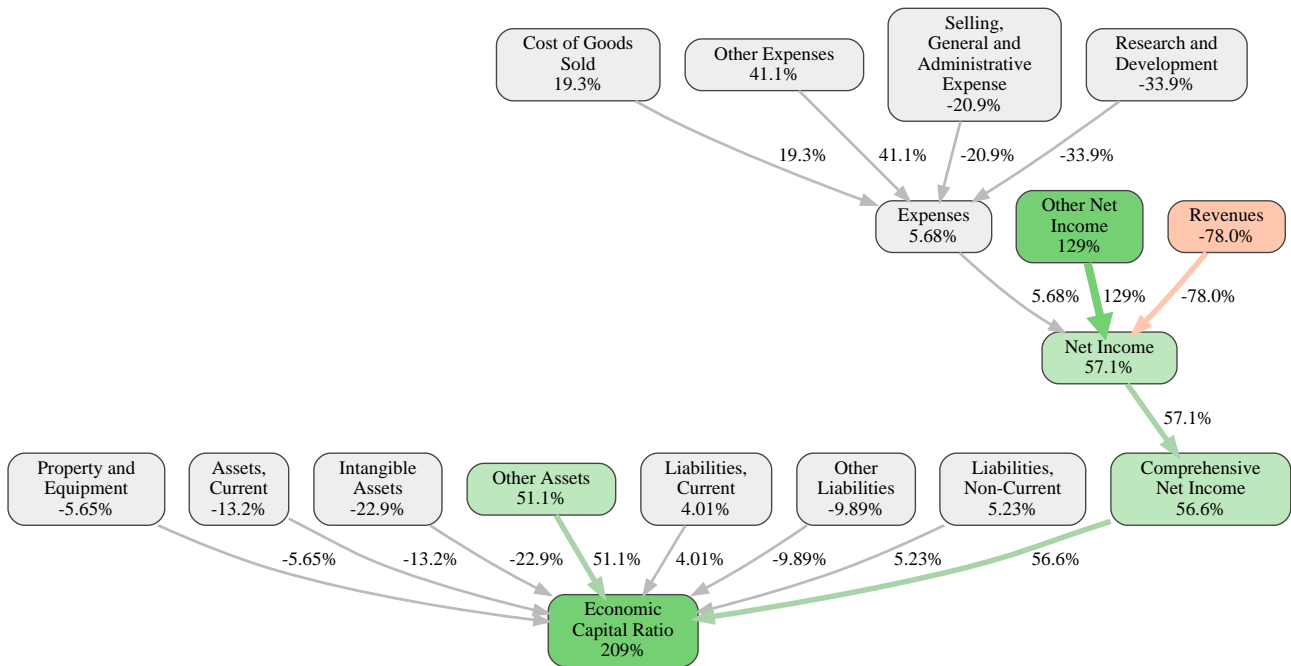 Cost of Goods
Sold
19.3%
Other Expenses
41.1%
Selling,
General and
Administrative
Expense
-20.9%
Research and
Development
-33.9%
19.3%
41.1%
-20.9%
-33.9%
Expenses
5.68%
Other Net
Income
129%
Revenues
-78.0%
5.68%
129%
-78.0%
Net Income
57.1%
57.1%
Property and
Equipment
-5.65%
Assets,
Current
-13.2%
Intangible
Assets
-22.9%
Other Assets
51.1%
Liabilities,
Current
4.01%
Other
Liabilities
-9.89%
Liabilities,
Non-Current
5.23%
Comprehensive
Net Income
56.6%
-5.65%
-13.2%
-22.9%
51.1%
4.01%
-9.89%
5.23%
56.6%
Economic
Capital Ratio
209%